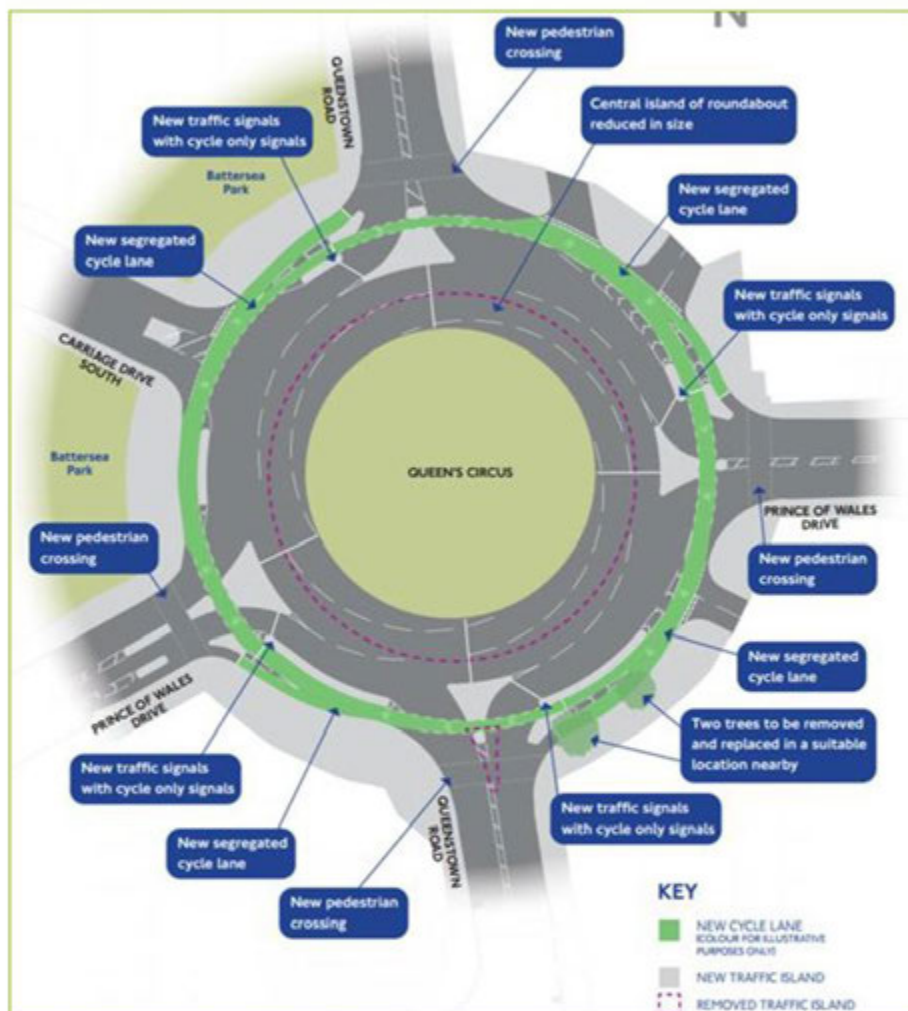 N
New pedestrian
crossing
QUEENSTOWN
ROAD
Central island of roundabout
reduced in size
New traffic signals
with cycle only signals
Battersea
Park
New segregated
cycle lane
New segregated
cycle lane
New traffic signals
with cycle only signals
CARRIAGE DRIVE
SOUTH
Battersea
Park
QUEEN'S CIRCUS
PRINCE OF WALES
DRIVE
New pedestrian
crossing
New pedestrian
crossing
New segregated
cycle lane
PRINCE OF WALES
DRIVE
Two trees to be removed
and replaced in a suitable
location nearby
New traffic signals
with cycle only signals
New traffic signals
with cycle only signals
QUEENSTOWN
ROAD
New segregated
cycle lane
New pedestrian
crossing
KEY
NEW CYCLE LANE
(COLOUR FOR ILLUSTRATIVE
PURPOSES ONLY)
NEW TRAFFIC ISLAND
REMOVED TRAFFIC ISLAND